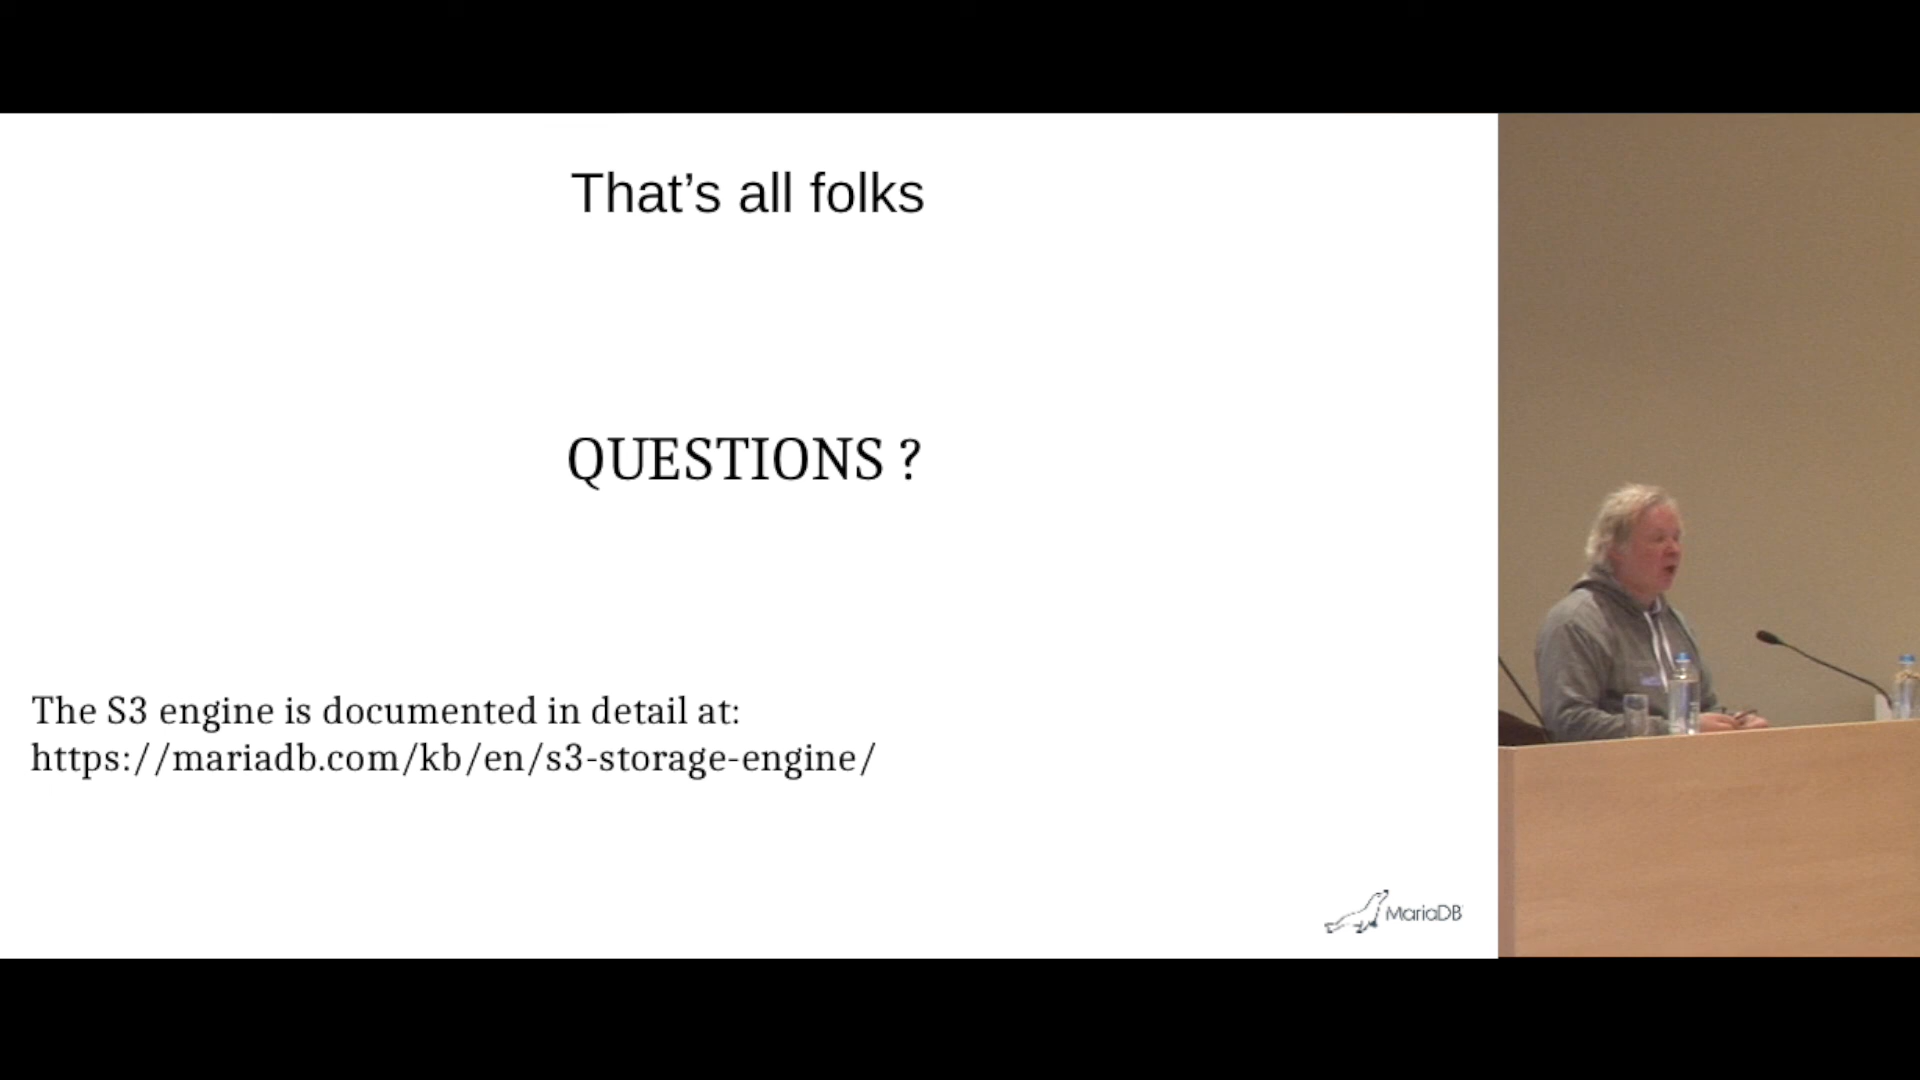 That’s all folks
QUESTIONS ?
The S3 engine is documented in detail at:
https://mariadb.com/kb/en/s3-storage-engine/
MariaDB